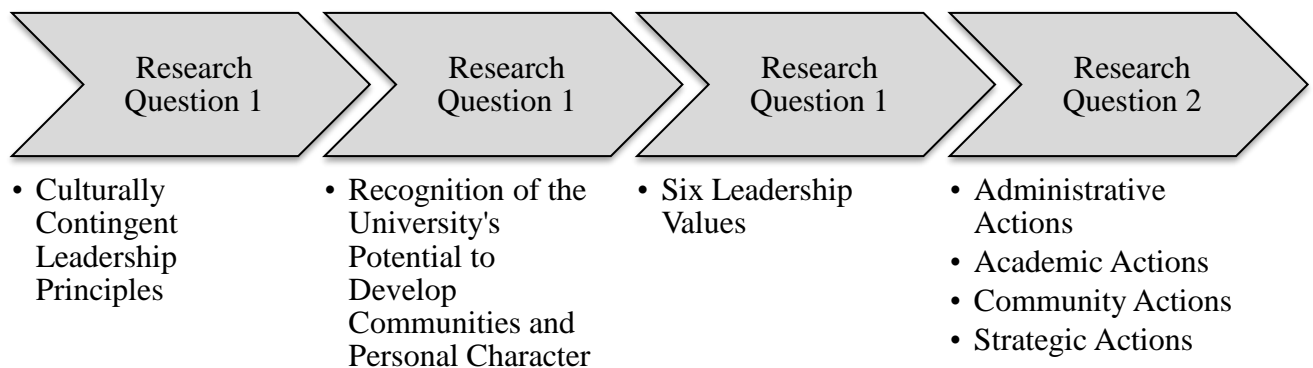 Research
Question 1
Research
Question 1
Research
Question 1
Research
Question 2
• Culturally
Contingent
Leadership
Principles
• Recognition of the
University's
Potential to
Develop
Communities and
Personal Character
• Six Leadership
Values
• Administrative
Actions
• Academic Actions
• Community Actions
• Strategic Actions